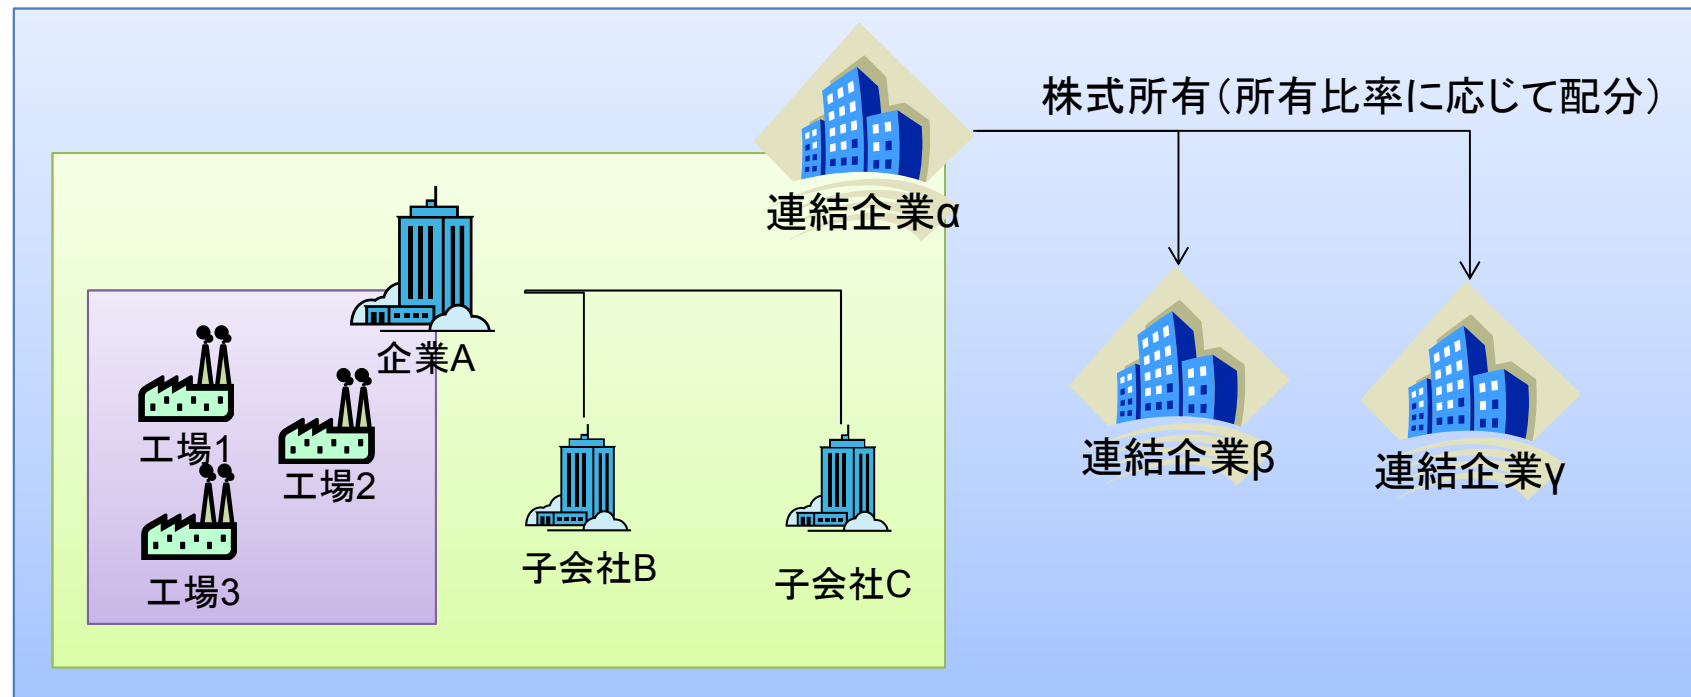 株式所有（所有比率に応じて配分）
連結企業α
企業A
工場1
工場2
工場3
子会社B
子会社C
連結企業β
連結企業γ